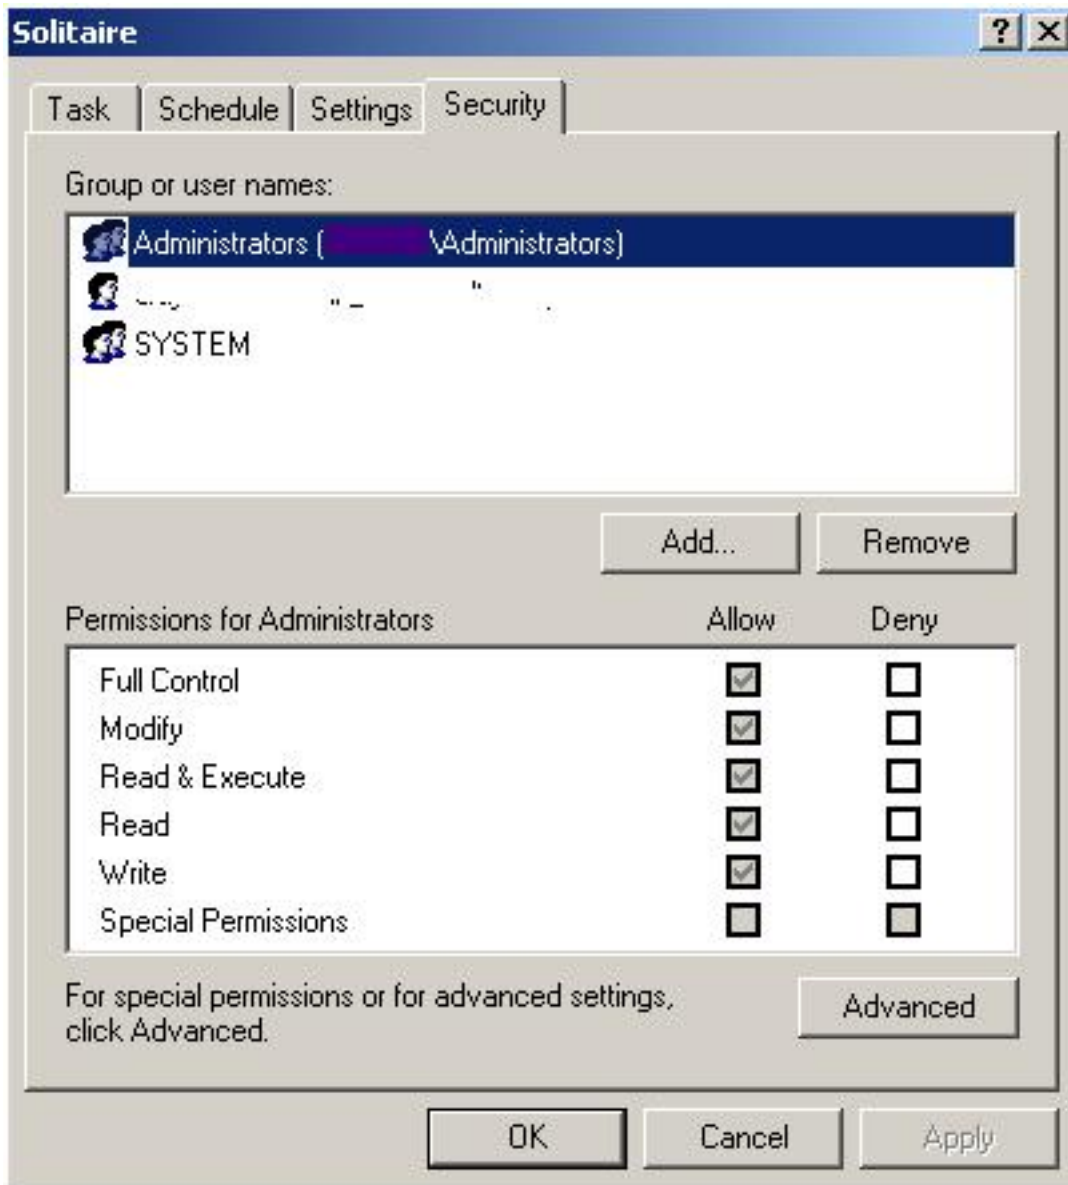 Solitaire
Task Schedule Settings Security
Group or user names:
Administrators ( \Administrators)
SYSTEM
Add... Remove
Permissions for Administrators Allow Deny
Full Control
Modify
Read & Execute
Read
Write
Special Permissions
For special permissions or for advanced settings,
click Advanced.
Advanced
OK Cancel Apply